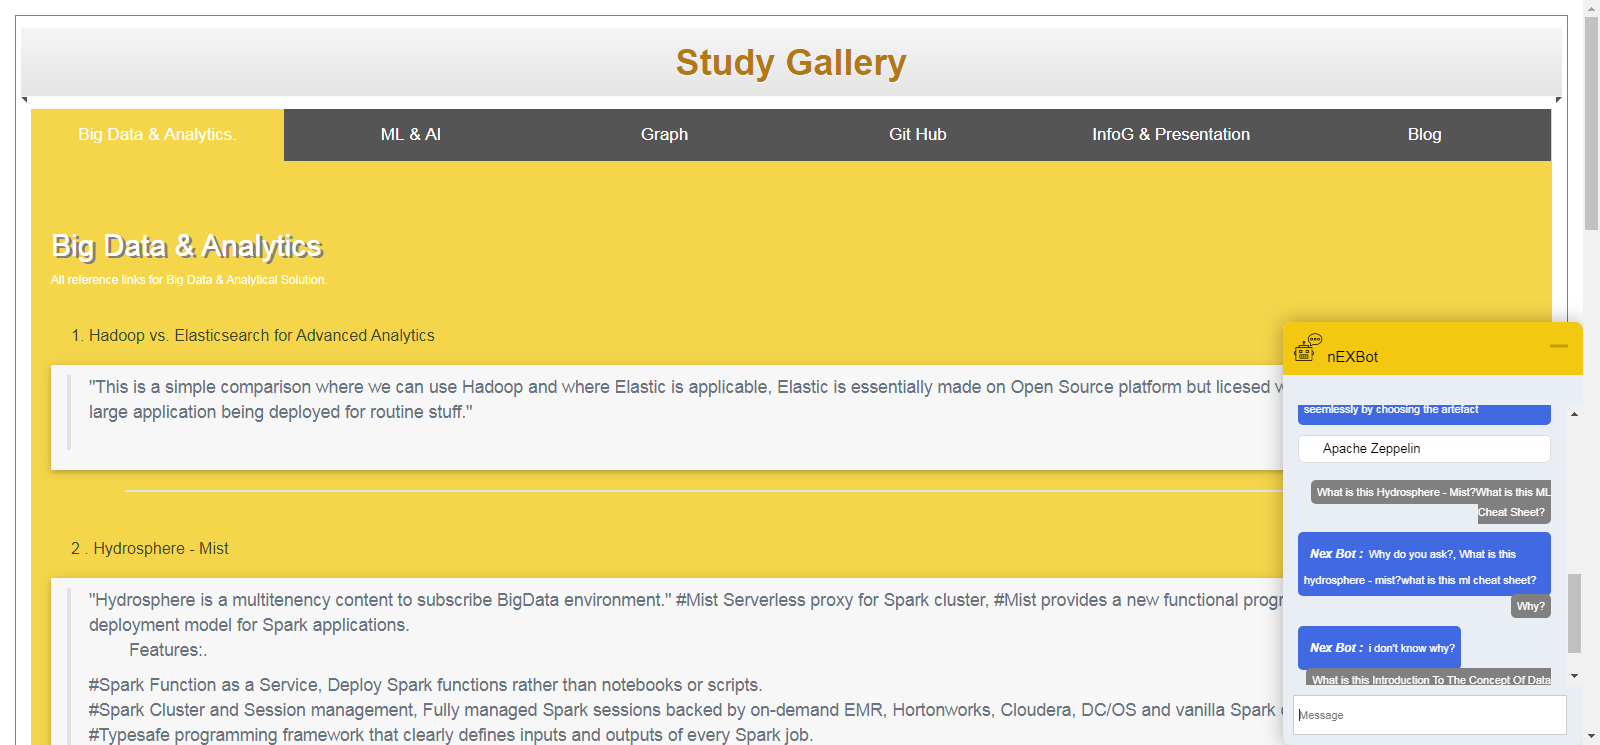 Study Gallery
Big Data & Analytics.
ML & AI
Graph
Git Hub
InfoG & Presentation
Blog
Big Data & Analytics
All reference links for Big Data & Analytical Solution.
1. Hadoop vs. Elasticsearch for Advanced Analytics
"This is a simple comparison where we can use Hadoop and where Elastic is applicable, Elastic is essentially made on Open Source platform but licesed
large application being deployed for routine stuff."
2 . Hydrosphere - Mist
"Hydrosphere is a multitenency content to subscribe BigData environment." #Mist Serverless proxy for Spark cluster, #Mist provides a new functional
deployment model for Spark applications.
Features:.
#Spark Function as a Service, Deploy Spark functions rather than notebooks or scripts.
#Spark Cluster and Session management, Fully managed Spark sessions backed by on-demand EMR, Hortonworks, Cloudera, DC/OS and vanilla Spark
#Typesafe programming framework that clearly defines inputs and outputs of every Spark job.
nEXBot
seemlessly by choosing the artefact
Apache Zeppelin
What is this Hydrosphere - Mist?What is this ML
Cheat Sheet?
Nex Bot : Why do you ask?, What is this
hydrosphere - mist?what is this ml cheat sheet?
Why?
Nex Bot : i don't know why?
What is this Introduction To The Concept Of Data
Message